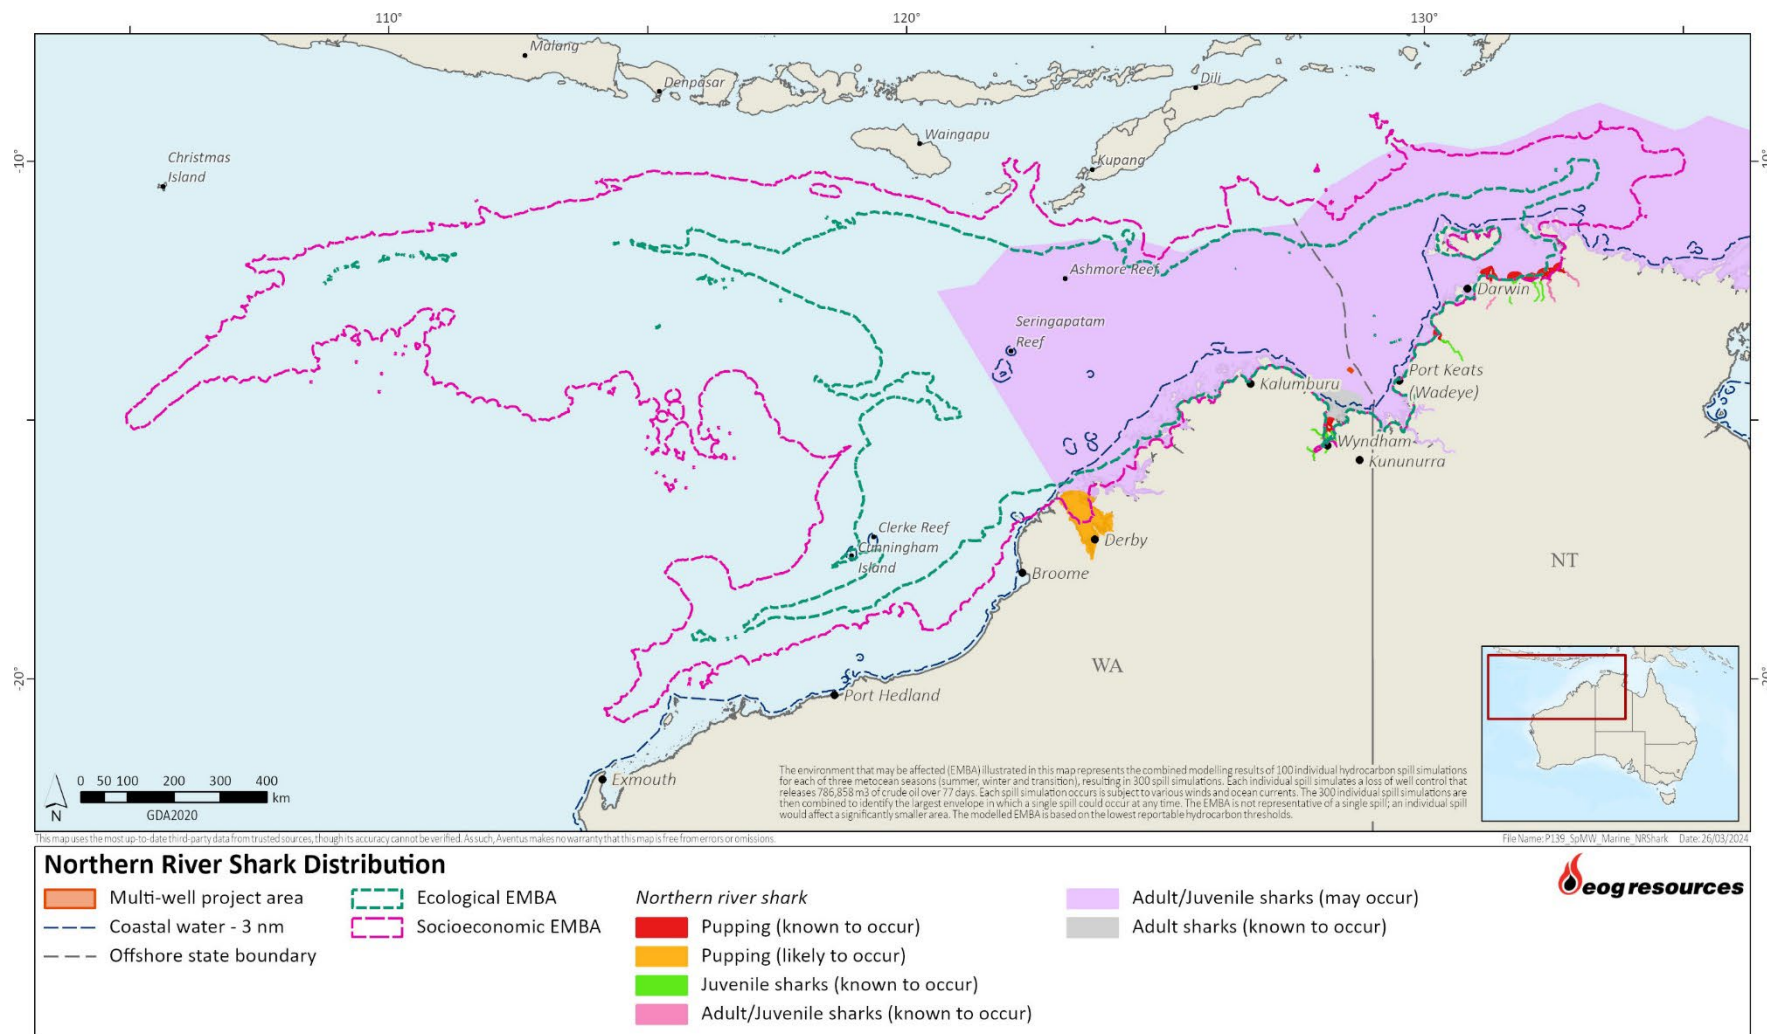 110°
120°
130°
Malang
Denpasar
Dili
Waingapu
Christmas
Island
-10°
Kupang
10°
Ashmore Reef
Darwin
Seringapatam
Reef
Port Keats
(Wadeye)
Kalumburu
Wyndham
Kununurra
Clerke Reef
Cunningham
Island
Derby
Broome
NT
WA
-20°
20°
Port Hedland
Exmouth
N
0 50 100 200 300 400
km
GDA2020
The environment that may be affected (EMBA) illustrated in this map represents the combined modelling results of 100 individual hydrocarbon spill simulations
for each of three metocean seasons (summer, winter and transition), resulting in 300 spill simulations. Each individual spill simulates a loss of well control that
releases 786,858 m3 of crude oil over 77 days. Each spill simulation occurs is subject to various winds and ocean currents. The 300 individual spill simulations are
then combined to identify the largest envelope in which a single spill could occur at any time. The EMBA is not representative of a single spill; an individual spill
would affect a significantly smaller area. The modelled EMBA is based on the lowest reportable hydrocarbon thresholds.
This map uses the most up-to-date third-party data from trusted sources, though its accuracy cannot be verified. As such, Aventus makes no warranty that this map is free from errors or omissions.
File Name: P139_SpMW_Marine_NRShark Date: 26/03/2024
Northern River Shark Distribution
eog resources
Multi-well project area
Coastal water - 3 nm
Offshore state boundary
Ecological EMBA
Socioeconomic EMBA
Northern river shark
Pupping (known to occur)
Pupping (likely to occur)
Juvenile sharks (known to occur)
Adult/Juvenile sharks (known to occur)
Adult/Juvenile sharks (may occur)
Adult sharks (known to occur)